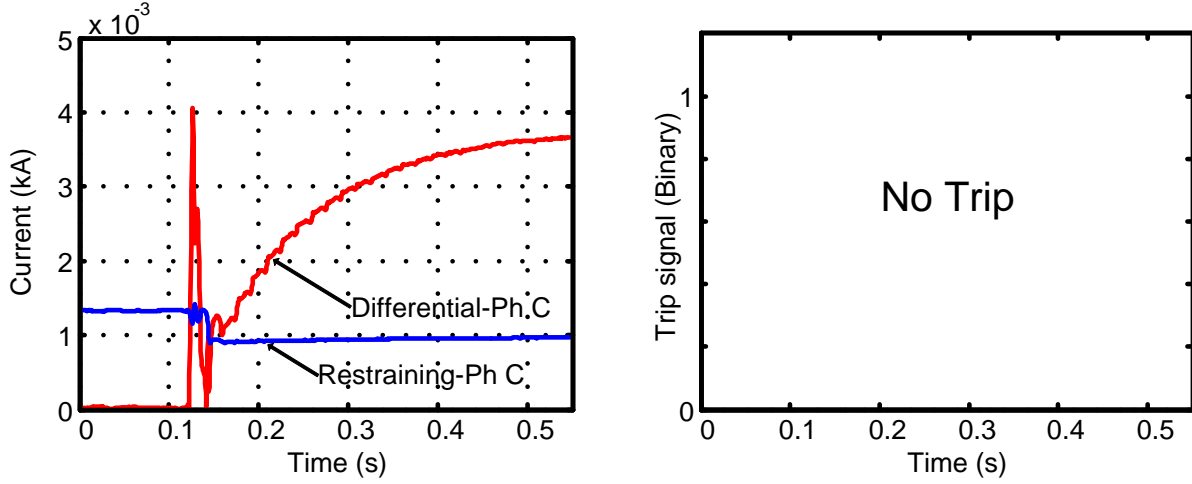 x 10-3
5
4
3
2
1
0
Current (kA)
Differential-Ph C
Restraining-Ph C
0 0.1 0.2 0.3 0.4 0.5
Time (s)
1
0
Trip signal (Binary)
No Trip
0 0.1 0.2 0.3 0.4 0.5
Time (s)